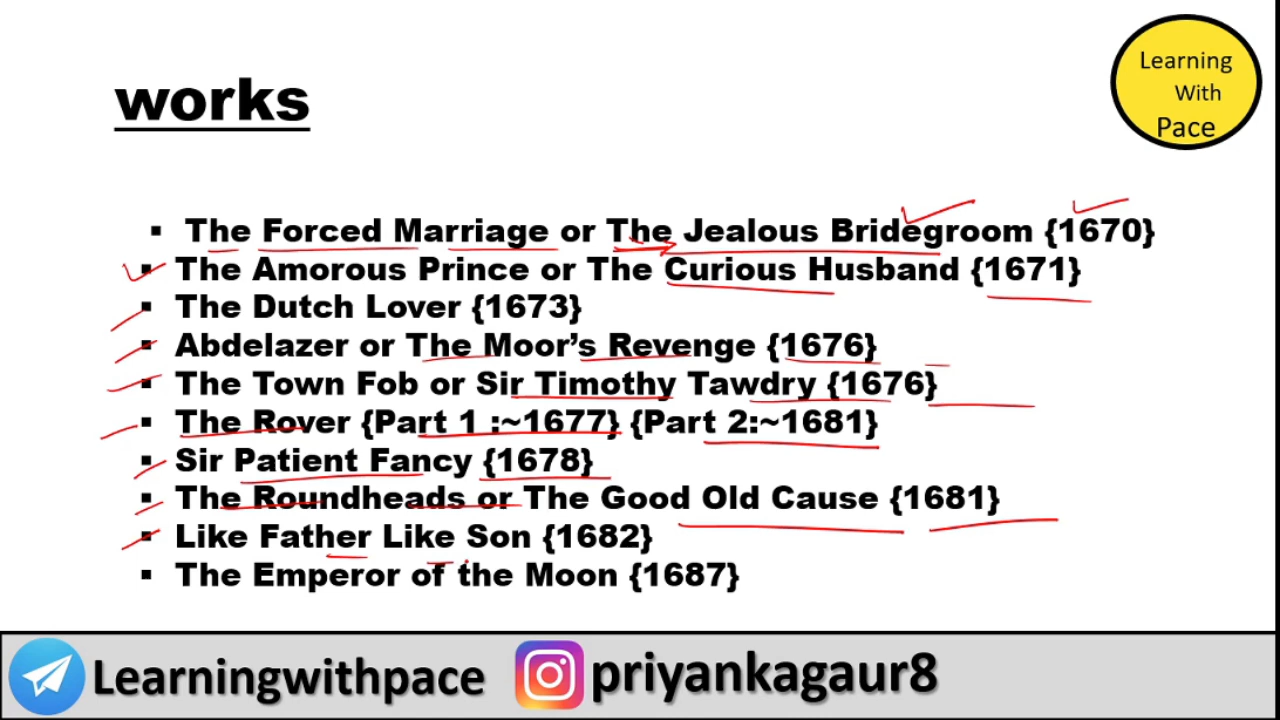 Learning
With
Pace
works
▪ The Forced Marriage or The Jealous Bridegroom {1670}
▪ The Amorous Prince or The Curious Husband {1671}
▪ The Dutch Lover {1673}
▪ Abdelazer or The Moor’s Revenge {1676}
▪ The Town Fob or Sir Timothy Tawdry {1676}
▪ The Rover {Part 1 :~1677} {Part 2:~1681}
▪ Sir Patient Fancy {1678}
▪ The Roundheads or The Good Old Cause {1681}
▪ Like Father Like Son {1682}
▪ The Emperor of the Moon {1687}
Learningwithpace priyankagaur8